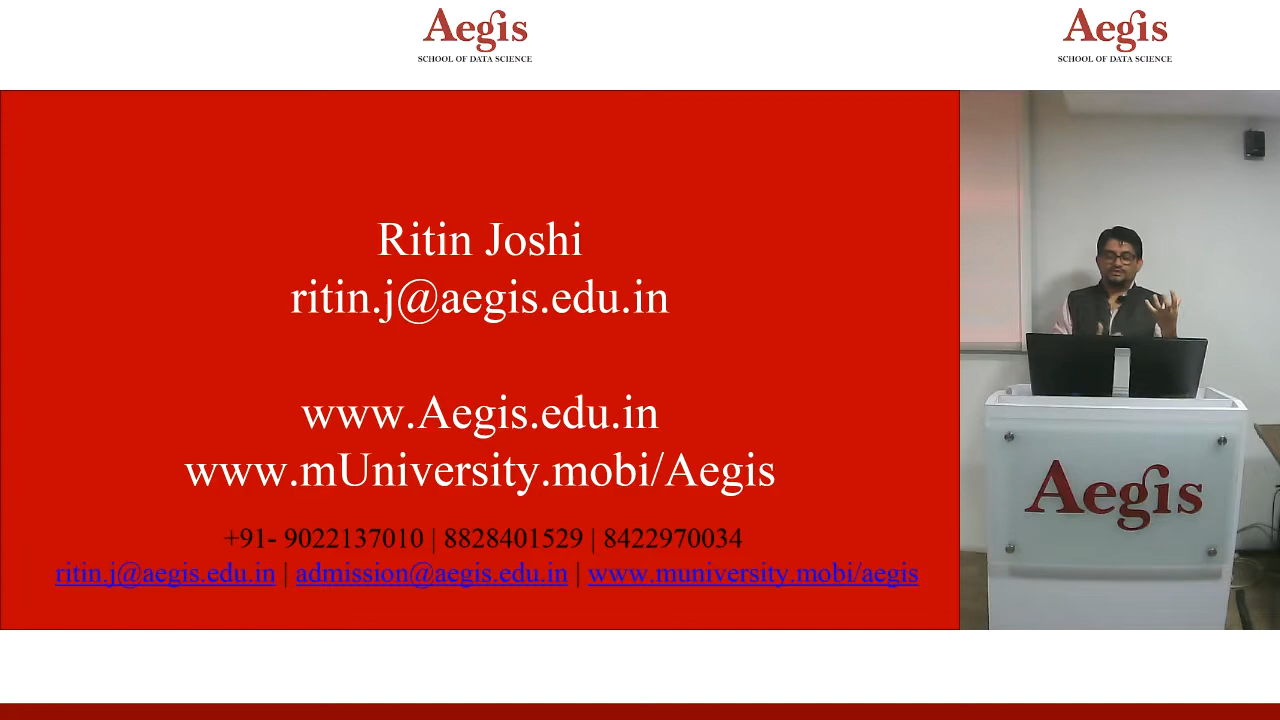 Aegis
SCHOOL OF DATA SCIENCE
Aegis
SCHOOL OF DATA SCIENCE
Ritin Joshi
ritin.j@aegis.edu.in
www.Aegis.edu.in
www.mUniversity.mobi/Aegis
+91- 9022137010 | 8828401529 | 8422970034
ritin.j@aegis.edu.in | admission@aegis.edu.in | www.muniversity.mobi/aegis
Aegis